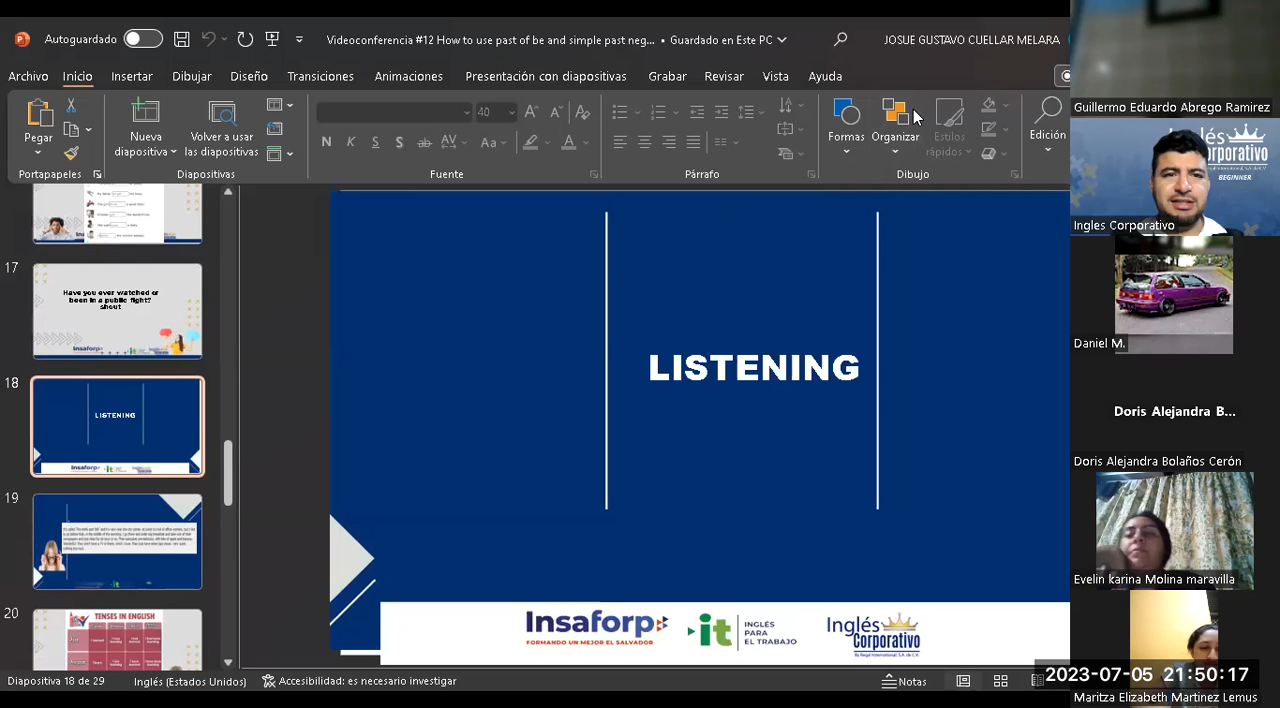 Autoguardado
Videoconferencia #12 How to use past of be and simple past neg... • Guardado en Este PC
JOSUE GUSTAVO CUELLAR MELARA
Archivo Inicio Insertar Dibujar Diseño Transiciones Animaciones Presentación con diapositivas Grabar Revisar Vista Ayuda
Pegar
Nueva diapositiva
Volver a usar las diapositivas
40
N K S S ab AV Aa A
Formas
Organizar
Estilos rápidos
Edición
Portapapeles
Diapositivas
Fuente
Párrafo
Dibujo
17
Have you ever watched or
been in a public fight?
shout
18
LISTENING
19
20
TENSES IN ENGLISH
LISTENING
Insaforp
FORMANDO UN MEJOR EL SALVADOR
it
INGLÉS
PARA
EL TRABAJO
Inglés
Corporativo
Diapositiva 18 de 29
Inglés (Estados Unidos)
Accesibilidad: es necesario investigar
Notas
Guillermo Eduardo Abrego Ramirez
Inglés
Corporativo
BEGINNER
Ingles Corporativo
Daniel M.
Doris Alejandra B...
Doris Alejandra Bolaños Cerón
Evelin karina Molina maravilla
2023-07-05 21:50:17
Maritza Elizabeth Martinez Lemus